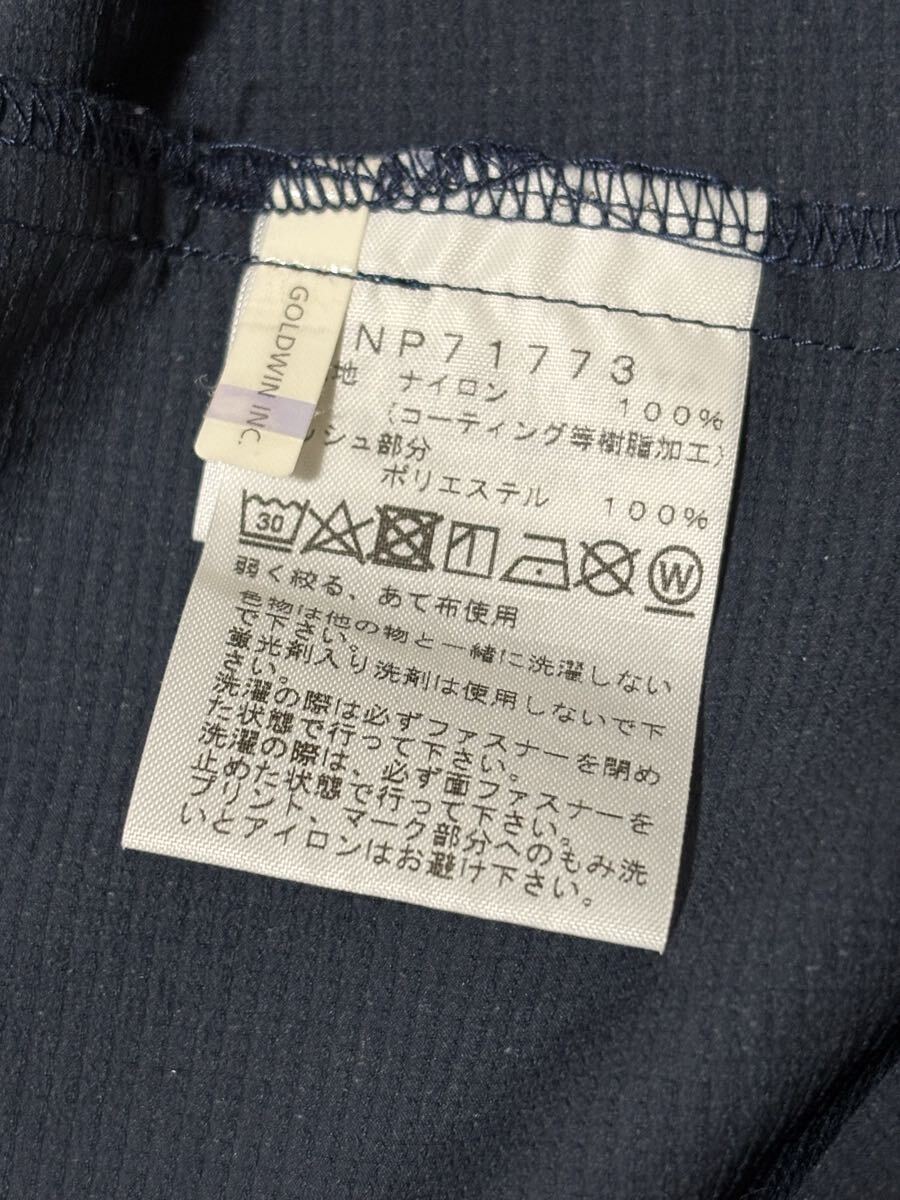 GOLDWIN INC.
NP71773
地 ナイロン 100%
(コーティング等樹脂加工)
ッシュ部分
ポリエステル 100%
30
W
弱く絞る、あて布使用
色物は他の物と一緒に洗濯しない
で下さい。
蛍光剤入り洗剤は使用しないで下
さい。
洗濯の際は必ずファスナーを閉め
た状態で行って下さい。
洗濯の際は、必ず面ファスナーを
止めた状態で行って下さい。
プリント、マーク部分へのもみ洗
いとアイロンはお避け下さい。